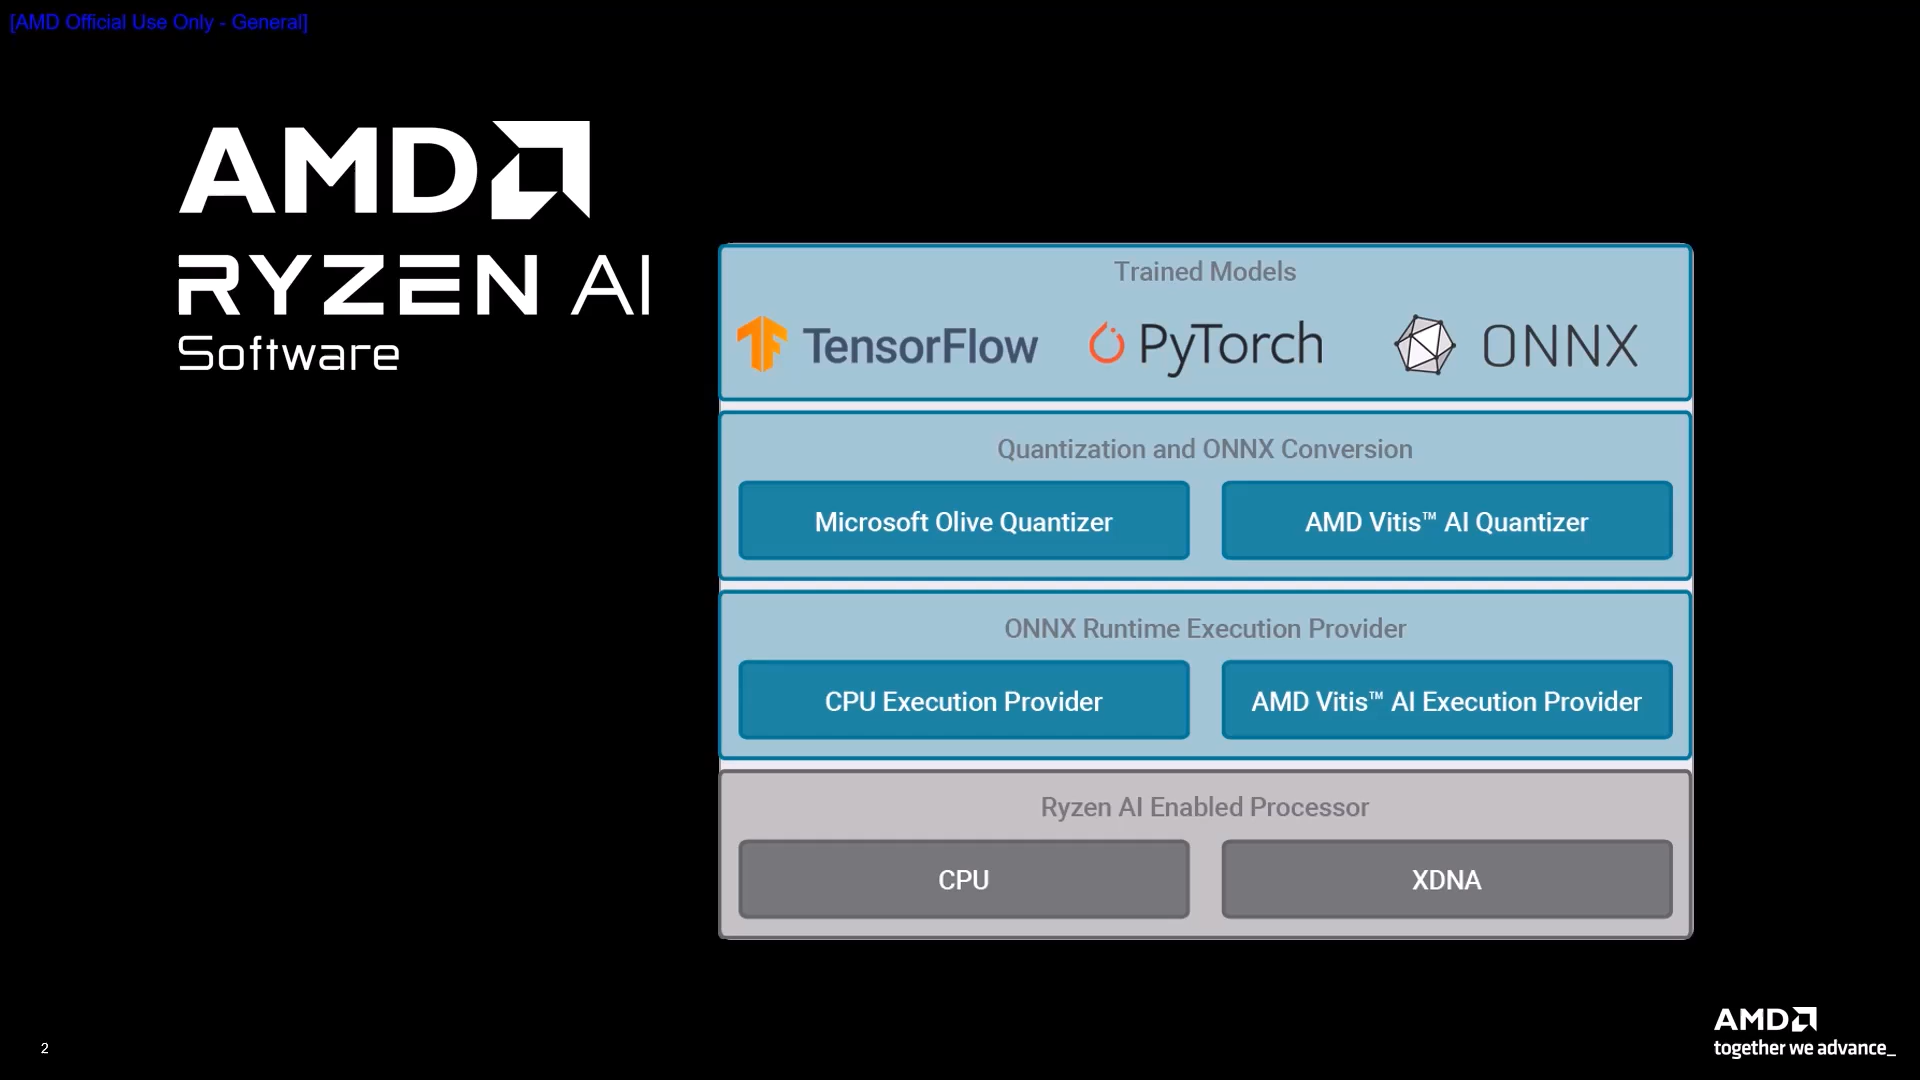 [AMD Official Use Only - General]
AMD
RYZEN AI
Software
Trained Models
TensorFlow
PyTorch
ONNX
Quantization and ONNX Conversion
Microsoft Olive Quantizer
AMD Vitis™ AI Quantizer
ONNX Runtime Execution Provider
CPU Execution Provider
AMD Vitis™ AI Execution Provider
Ryzen AI Enabled Processor
CPU
XDNA
2
AMD
together we advance_